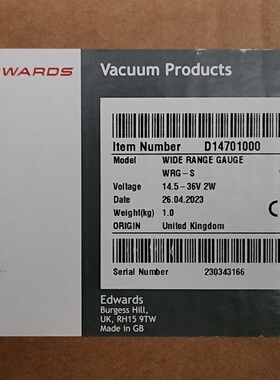 EDWARDS
Vacuum Products
Item Number D14701000
Model WIDE RANGE GAUGE
WRG-S
Voltage 14.5-36V 2W
Date 26.04.2023
Weight(kg) 1.0
ORIGIN United Kingdom
Serial Number 230343166
Edwards
Burgess Hill,
UK, RH15 9TW
Made in GB